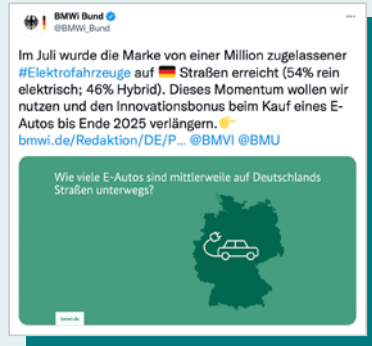 BMWi Bund
@BMWi_Bund
Im Juli wurde die Marke von einer Million zugelassener
#Elektrofahrzeuge auf 🇩🇪 Straßen erreicht (54% rein
elektrisch; 46% Hybrid). Dieses Momentum wollen wir
nutzen und den Innovationsbonus beim Kauf eines E-
Autos bis Ende 2025 verlängern.👉
bmwi.de/Redaktion/DE/P... @BMVI @BMU
Wie viele E-Autos sind mittlerweile auf Deutschlands
Straßen unterwegs?
bmwi.de